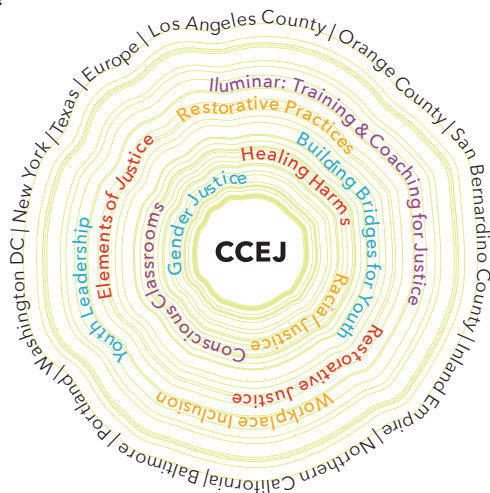 Los Angeles County | Orange County | San Bernardino County | Inland Empire | Northern California | Baltimore | Portland | Washington DC | New York | Texas | Europe |
Iluminar: Training & Coaching for Justice
Restorative Practices
Building Bridges for Youth
Healing Harms
Elements of Justice
Gender Justice
Conscious Classrooms
Youth Leadership
CCEJ
Racial Justice
Restorative Justice
Workplace Inclusion